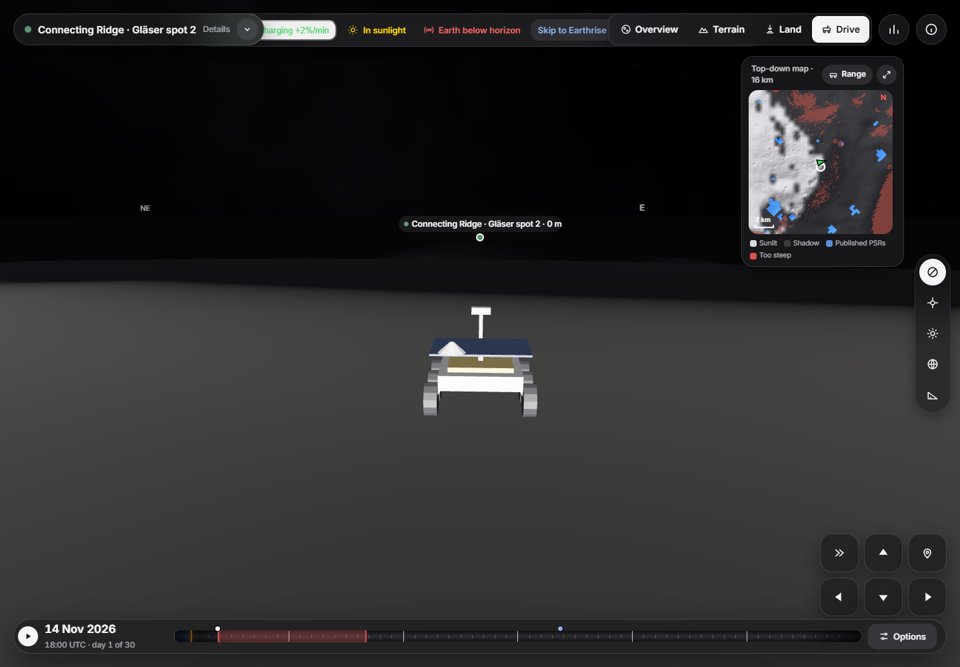 Connecting Ridge · Gläser spot 2 Details
harging +2%/min
In sunlight
Earth below horizon
Skip to Earthrise
Overview
Terrain
Land
Drive
Top-down map ·
16 km
Range
N
2 km
Sunlit
Shadow
Published PSRs
Too steep
NE
E
Connecting Ridge · Gläser spot 2 · 0 m
14 Nov 2026
18:00 UTC · day 1 of 30
Options